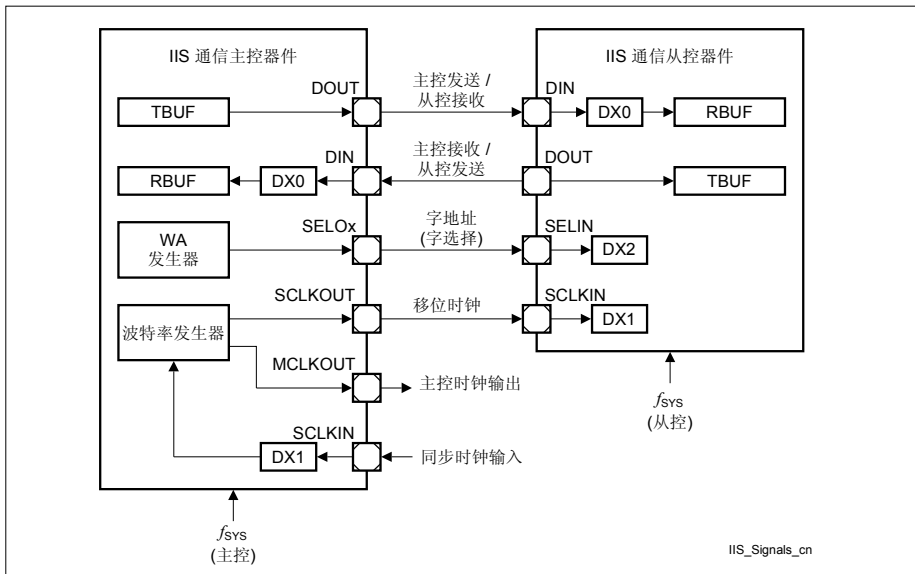 IIS 通信主控器件
IIS 通信从控器件
DOUT
主控发送 /
从控接收
DIN
TBUF
DX0
RBUF
DIN
主控接收 /
从控发送
DOUT
RBUF
DX0
TBUF
SELOx
字地址
(字选择)
SELIN
WA
发生器
DX2
SCLKOUT
移位时钟
SCLKIN
波特率发生器
DX1
MCLKOUT
主控时钟输出
SCLKIN
DX1
同步时钟输入
fSYS
(从控)
fSYS
(主控)
IIS_Signals_cn